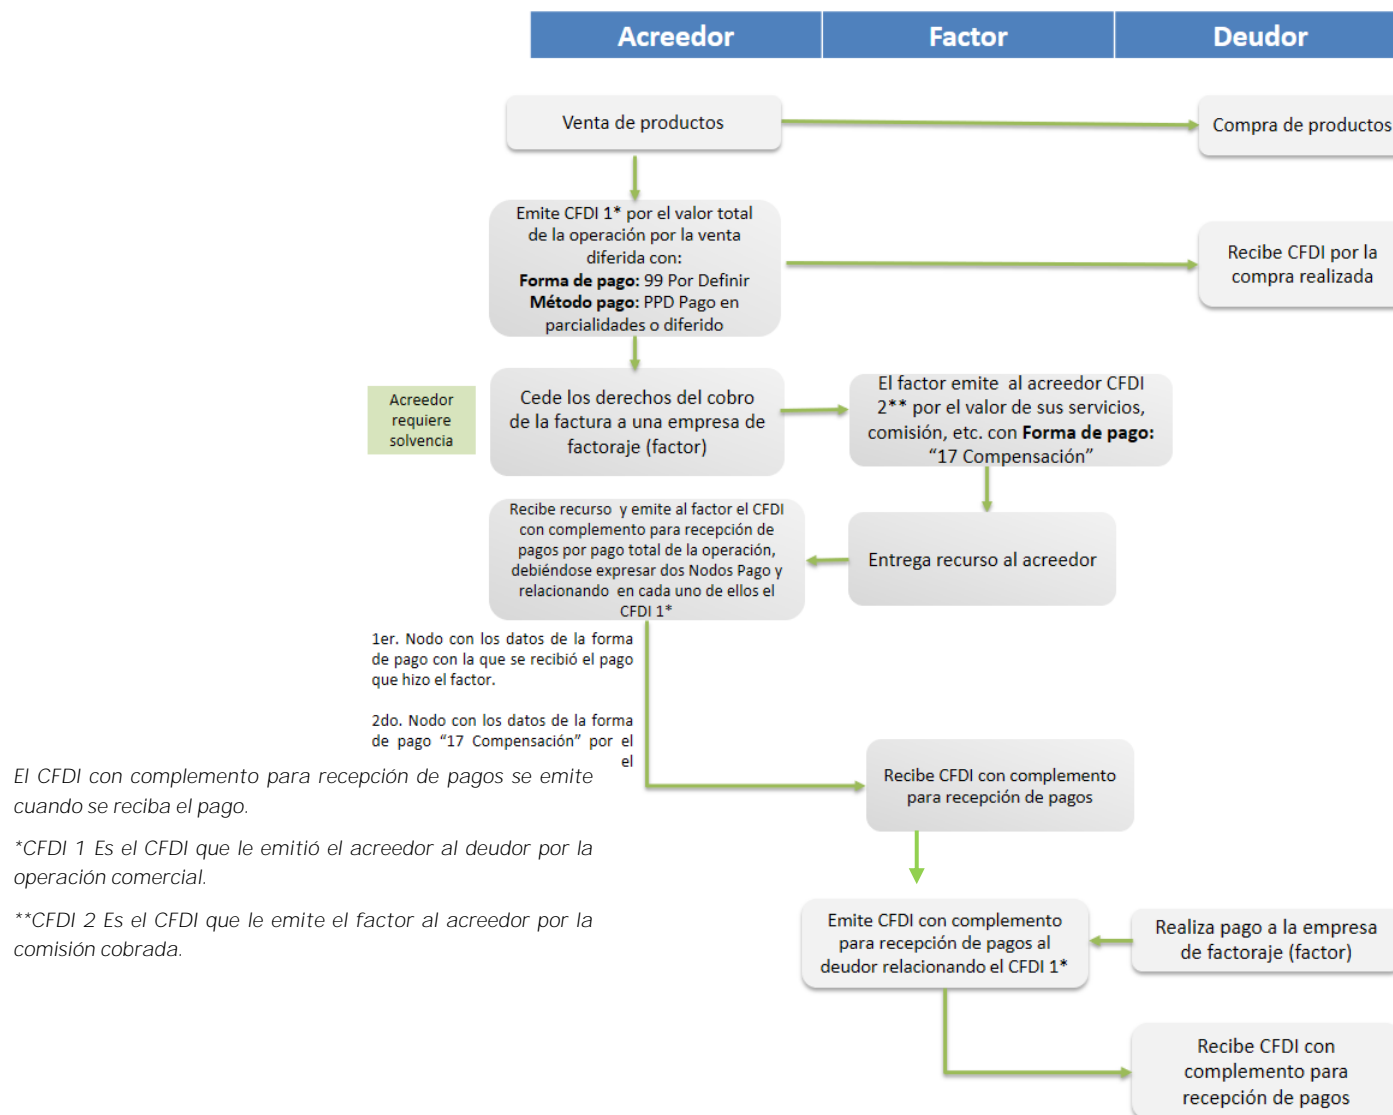 Acreedor
Factor
Deudor
Venta de productos
Compra de productos
Emite CFDI 1* por el valor total
de la operación por la venta
diferida con:
Forma de pago: 99 Por Definir
Método pago: PPD Pago en
parcialidades o diferido
Recibe CFDI por la
compra realizada
Acreedor
requiere
solvencia
Cede los derechos del cobro
de la factura a una empresa de
factoraje (factor)
El factor emite al acreedor CFDI
2** por el valor de sus servicios,
comisión, etc. con Forma de pago:
“17 Compensación”
Recibe recurso y emite al factor el CFDI
con complemento para recepción de
pagos por pago total de la operación,
debiéndose expresar dos Nodos Pago y
relacionando en cada uno de ellos el
CFDI 1*
Entrega recurso al acreedor
1er. Nodo con los datos de la forma
de pago con la que se recibió el pago
que hizo el factor.
2do. Nodo con los datos de la forma
de pago “17 Compensación” por el
el
Recibe CFDI con complemento
para recepción de pagos
El CFDI con complemento para recepción de pagos se emite
cuando se reciba el pago.
*CFDI 1 Es el CFDI que le emitió el acreedor al deudor por la
operación comercial.
**CFDI 2 Es el CFDI que le emite el factor al acreedor por la
comisión cobrada.
Emite CFDI con complemento
para recepción de pagos al
deudor relacionando el CFDI 1*
Realiza pago a la empresa
de factoraje (factor)
Recibe CFDI con
complemento para
recepción de pagos